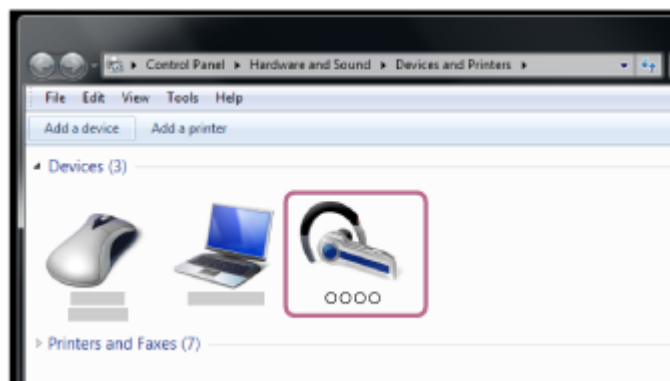 Control Panel ▸ Hardware and Sound ▸ Devices and Printers ▸
File Edit View Tools Help
Add a device Add a printer
Devices (3)
OOOO
Printers and Faxes (7)